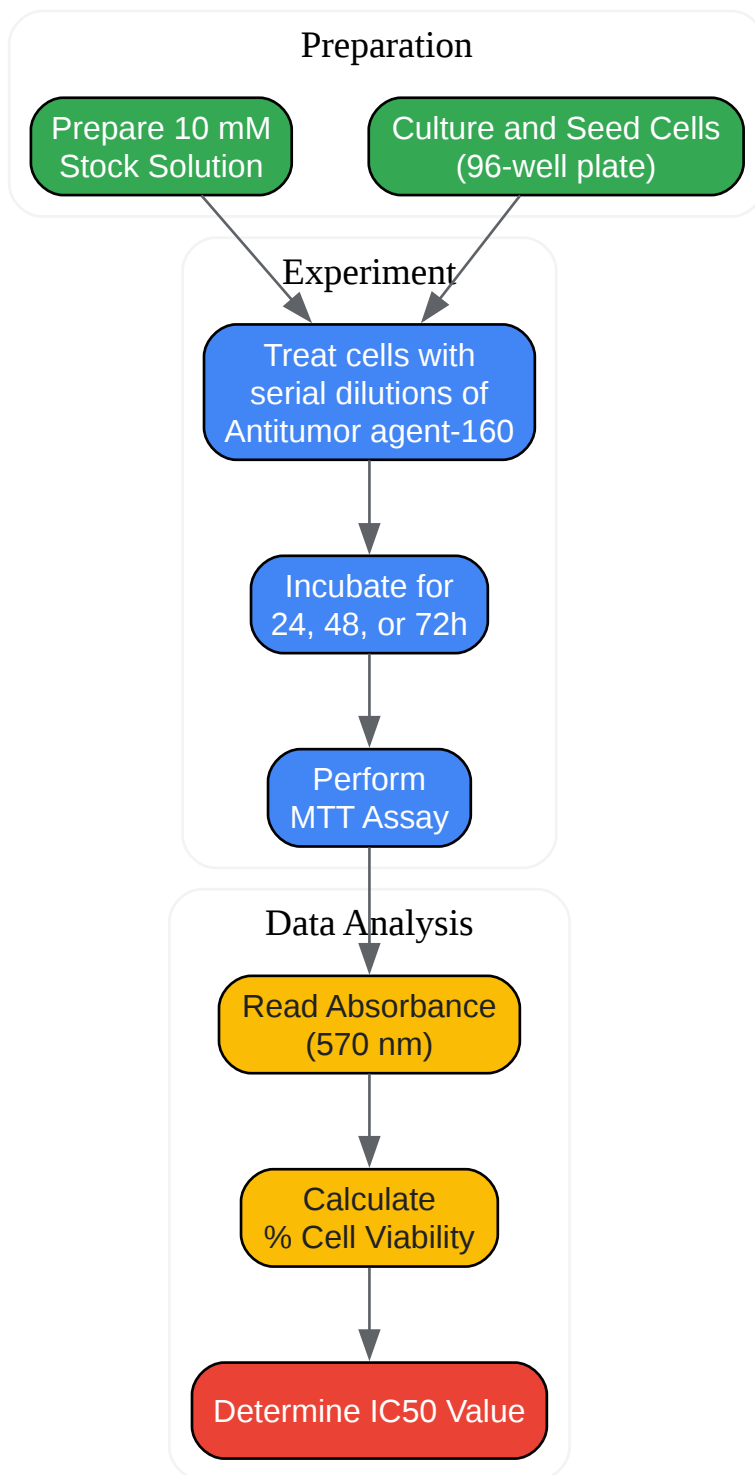 Preparation
Prepare 10 mM
Stock Solution
Culture and Seed Cells
(96-well plate)
Experiment
Treat cells with
serial dilutions of
Antitumor agent-160
Incubate for
24, 48, or 72h
Perform
MTT Assay
Data Analysis
Read Absorbance
(570 nm)
Calculate
% Cell Viability
Determine IC50 Value